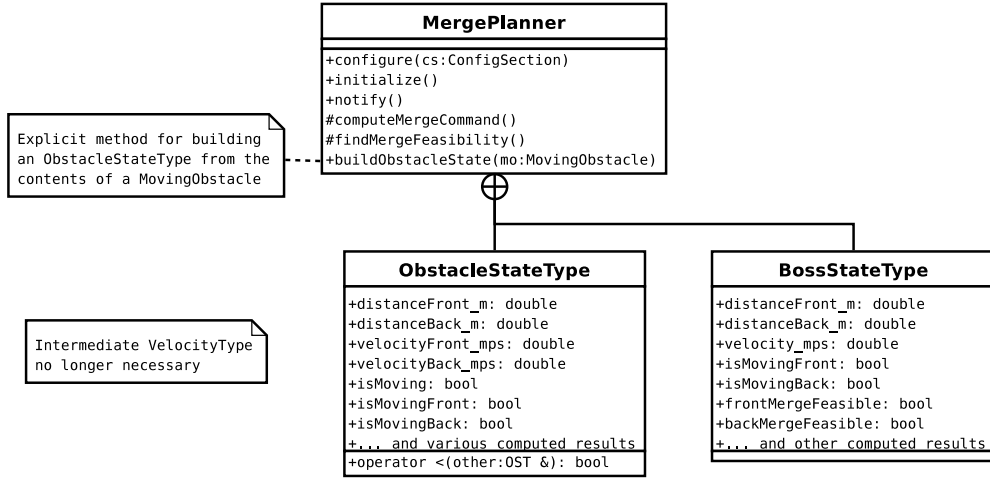 MergePlanner
+configure(cs:ConfigSection)
+initialize()
+notify()
#computeMergeCommand()
#findMergeFeasibility()
+buildObstacleState(mo:MovingObstacle)
Explicit method for building
an ObstacleStateType from the
contents of a MovingObstacle
Intermediate VelocityType
no longer necessary
ObstacleStateType
+distanceFront_m: double
+distanceBack_m: double
+velocityFront_mps: double
+velocityBack_mps: double
+isMoving: bool
+isMovingFront: bool
+isMovingBack: bool
+... and various computed results
+operator <(other:OST &): bool
BossStateType
+distanceFront_m: double
+distanceBack_m: double
+velocity_mps: double
+isMovingFront: bool
+isMovingBack: bool
+frontMergeFeasible: bool
+backMergeFeasible: bool
+... and other computed results